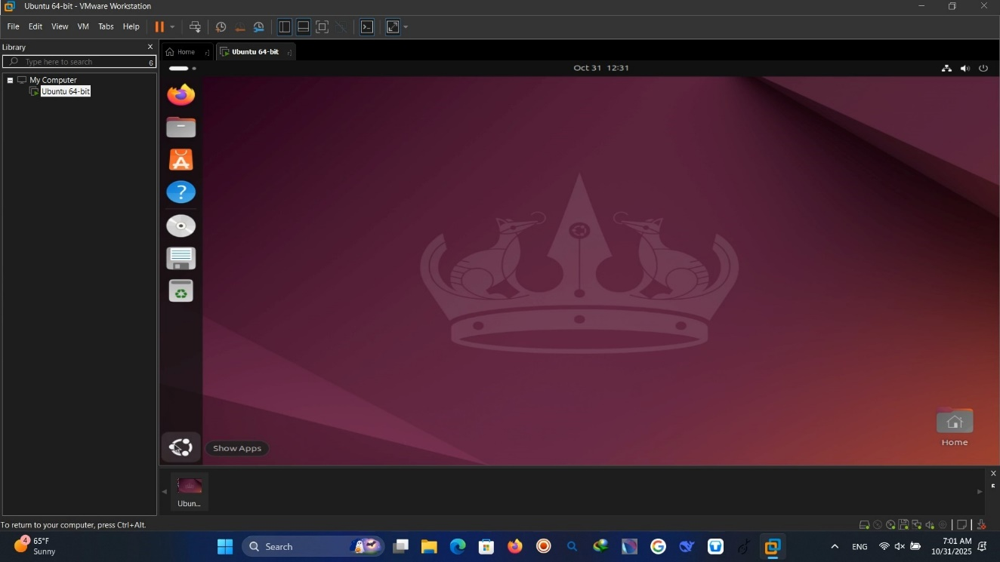 Ubuntu 64-bit - VMware Workstation
File Edit View VM Tabs Help
Library
Type here to search
Home
Ubuntu 64-bit
My Computer
Ubuntu 64-bit
Oct 31 12:31
?
Home
Show Apps
Ubun...
To return to your computer, press Ctrl+Alt.
4
65°F
Sunny
Search
ENG
7:01 AM
10/31/2025